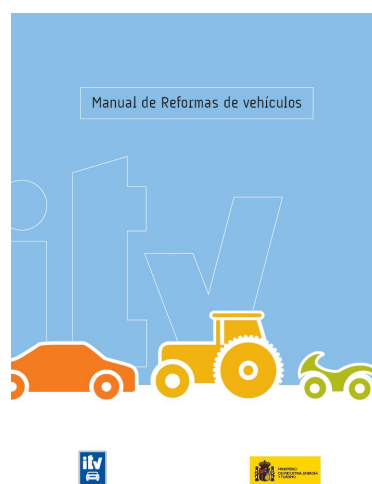 Manual de Reformas de vehículos
itv
itv
MINISTERIO
DE INDUSTRIA, ENERGÍA
Y TURISMO